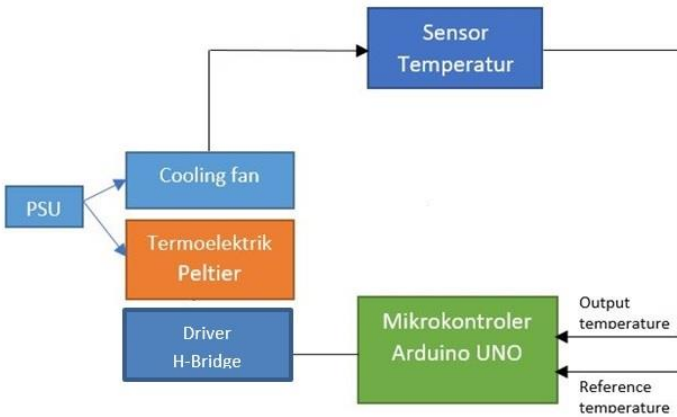 Sensor
Temperatur
Cooling fan
PSU
Termoelektrik
Peltier
Driver
H-Bridge
Mikrokontroler
Arduino UNO
Output
temperature
Reference
temperature